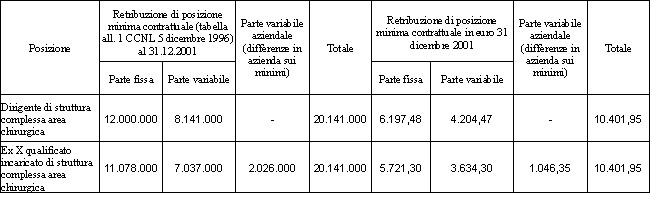 Posizione
Retribuzione di posizione
minima contrattuale (tabella
all. 1 CCNL 5 dicembre 1996)
al 31.12.2001
Parte fissa
Parte variabile
Parte variabile
aziendale
(differenze in
azienda sui
minimi)
Totale
Retribuzione di posizione
minima contrattuale in euro 31
dicembre 2001
Parte fissa
Parte variabile
Parte variabile
aziendale
(differenze in
azienda sui
minimi)
Totale
Dirigente di struttura
complessa area
chirurgica
12.000.000
8.141.000
-
20.141.000
6.197,48
4.204,47
-
10.401,95
Ex X qualificato
incaricato di struttura
complessa area
chirurgica
11.078.000
7.037.000
2.026.000
20.141.000
5.721,30
3.634,30
1.046,35
10.401,95